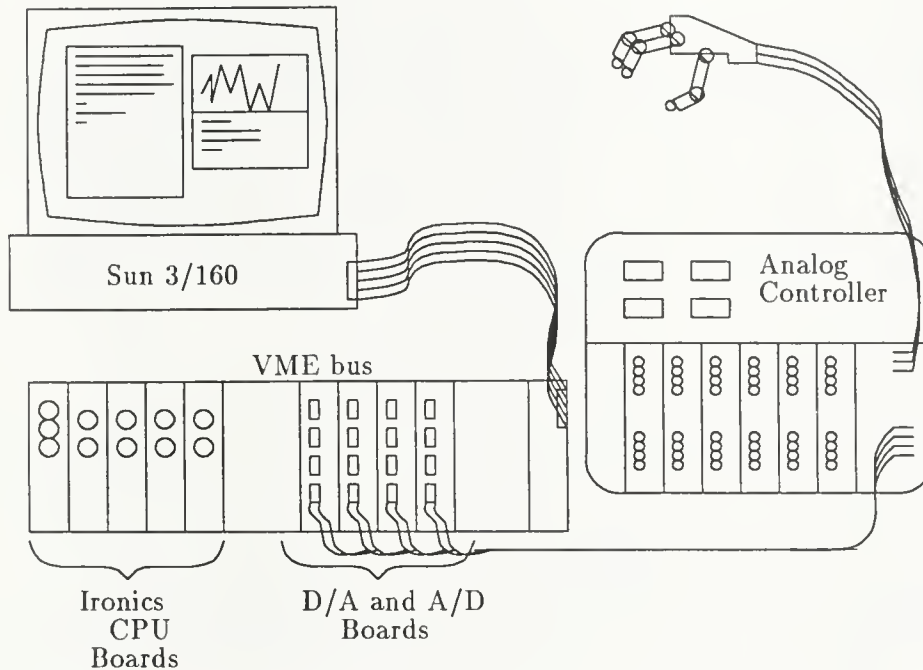 Sun 3/160
Analog
Controller
VME bus
Ironics
CPU
Boards
D/A and A/D
Boards